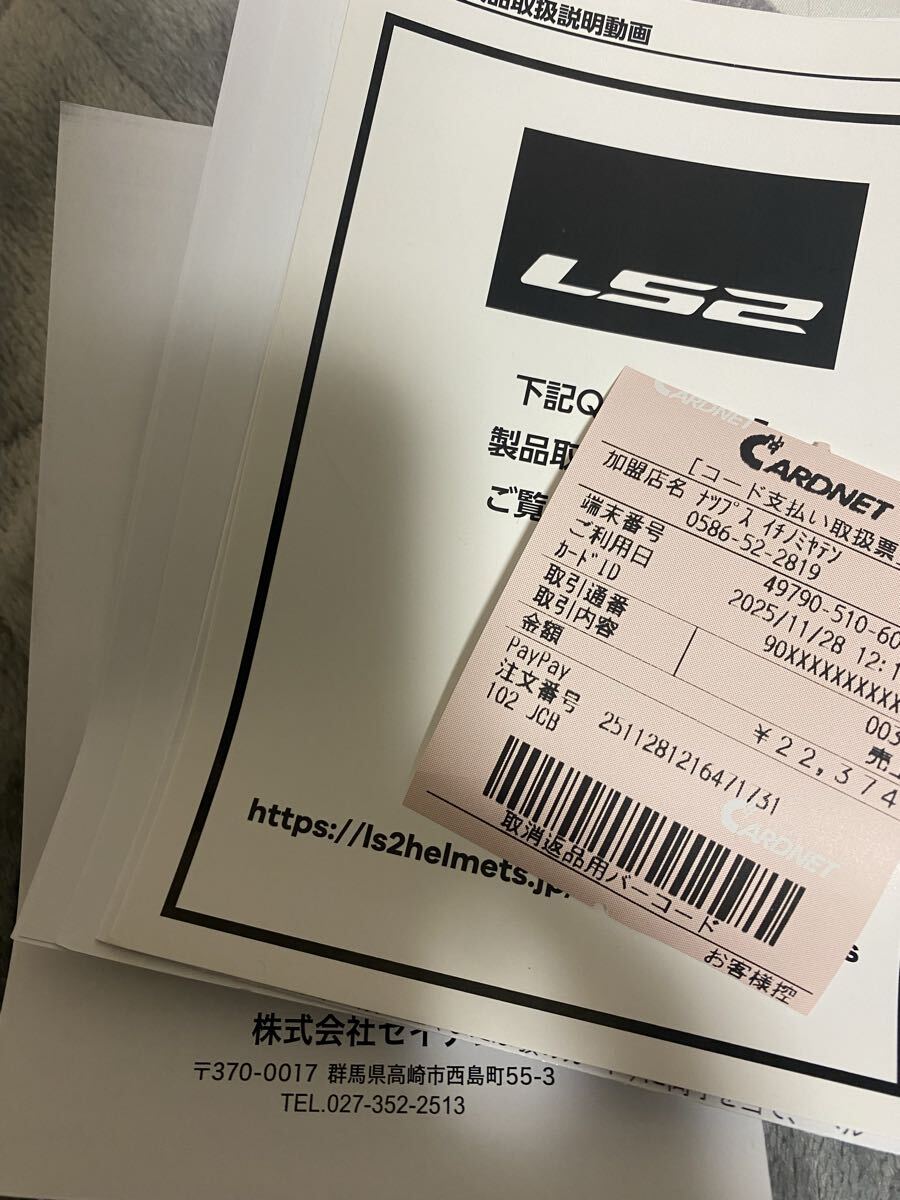 品取扱説明動画
LS2
下記Q
製品取
ご覧
https://ls2helmets.jp/
CARDNET
CARDNET
[コード支払い取扱票
加盟店名 ﾅﾂﾌﾟｽ ｲﾁﾉﾐﾔﾃﾝ
0586-52-2819
端末番号 49790-510-60
ご利用日 2025/11/28 12:1
ｶｰﾄﾞID 90XXXXXXXXXX
取引通番 003
取引内容 売上
金額 ¥22,374
PayPay
注文番号 2511281216471/31
102 JCB
CARDNET
取消返品用バーコード
お客様控
s
株式会社セイ
〒370-0017 群馬県高崎市西島町55-3
TEL.027-352-2513